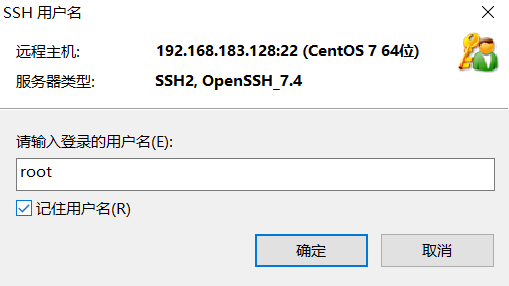 SSH 用户名
远程主机: 192.168.183.128:22 (CentOS 7 64位)
服务器类型: SSH2, OpenSSH_7.4
请输入登录的用户名(E):
root
记住用户名(R)
确定 取消